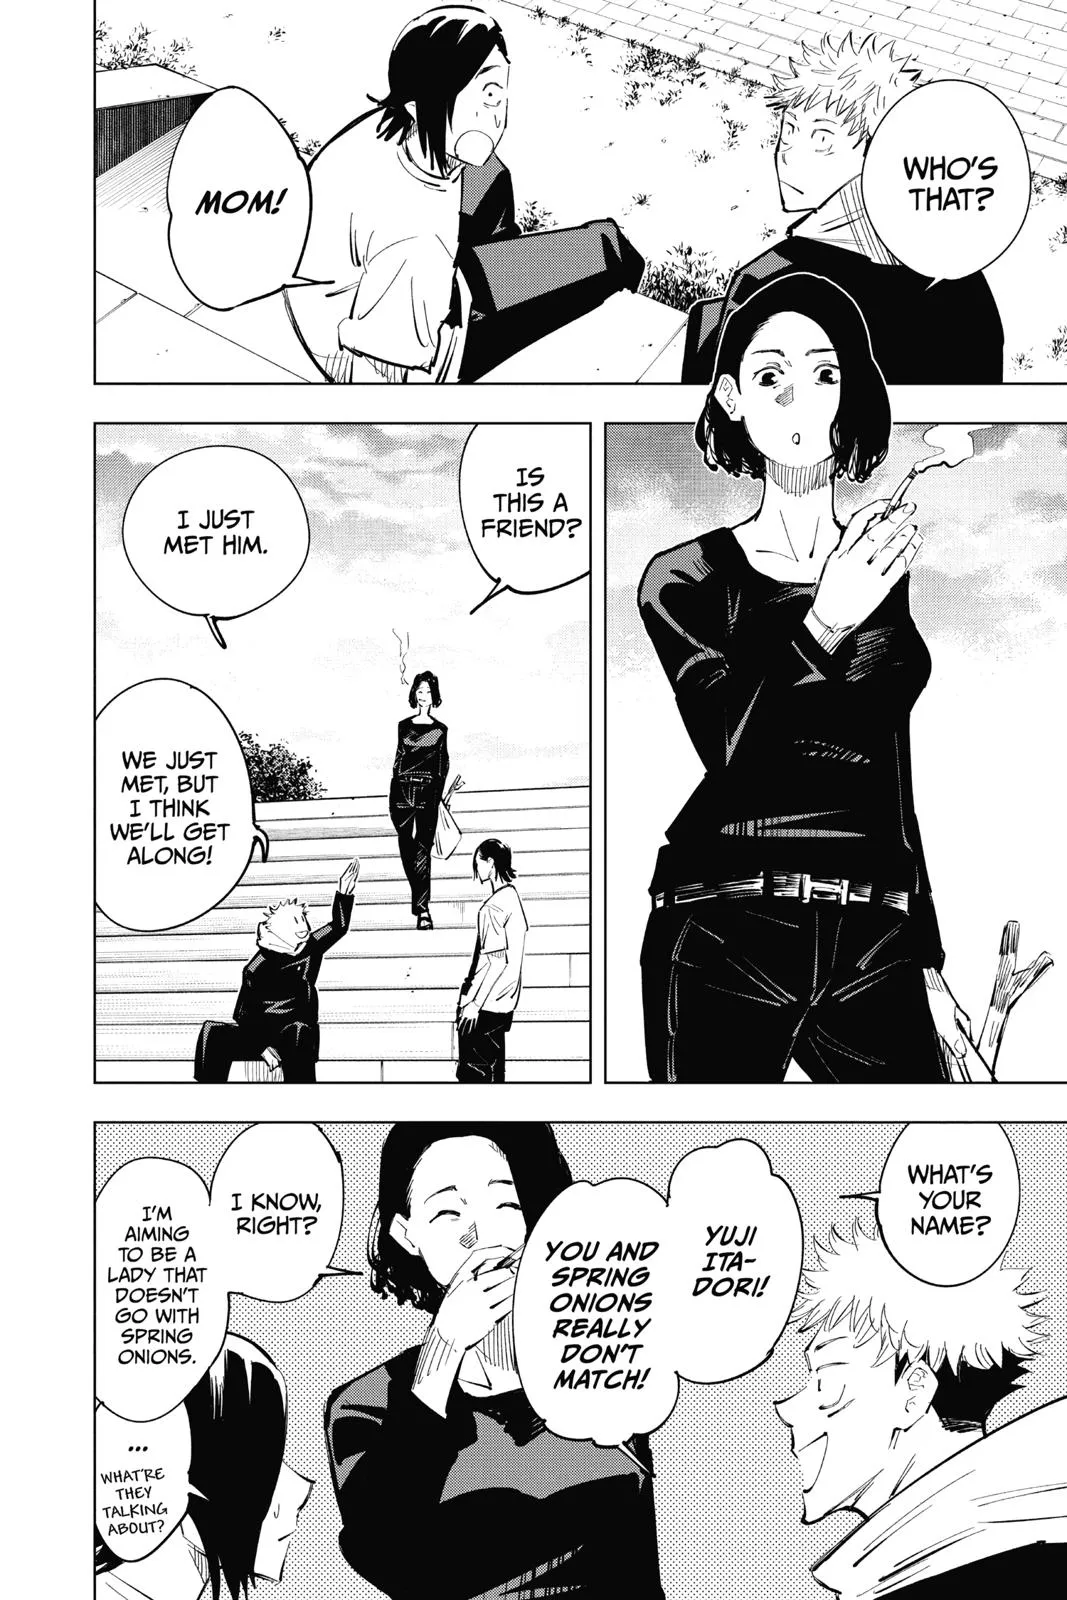 WHO'S
THAT?
MOM!
IS
THIS A
FRIEND?
I JUST
MET HIM.
WE JUST
MET, BUT
I THINK
WE'LL GET
ALONG!
WHAT'S
YOUR
NAME?
YUJI
ITA-
DORI!
YOU AND
SPRING
ONIONS
REALLY
DON'T
MATCH!
I KNOW,
RIGHT?
I'M
AIMING
TO BE A
LADY THAT
DOESN'T
GO WITH
SPRING
ONIONS.
...
WHAT'RE
THEY
TALKING
ABOUT?